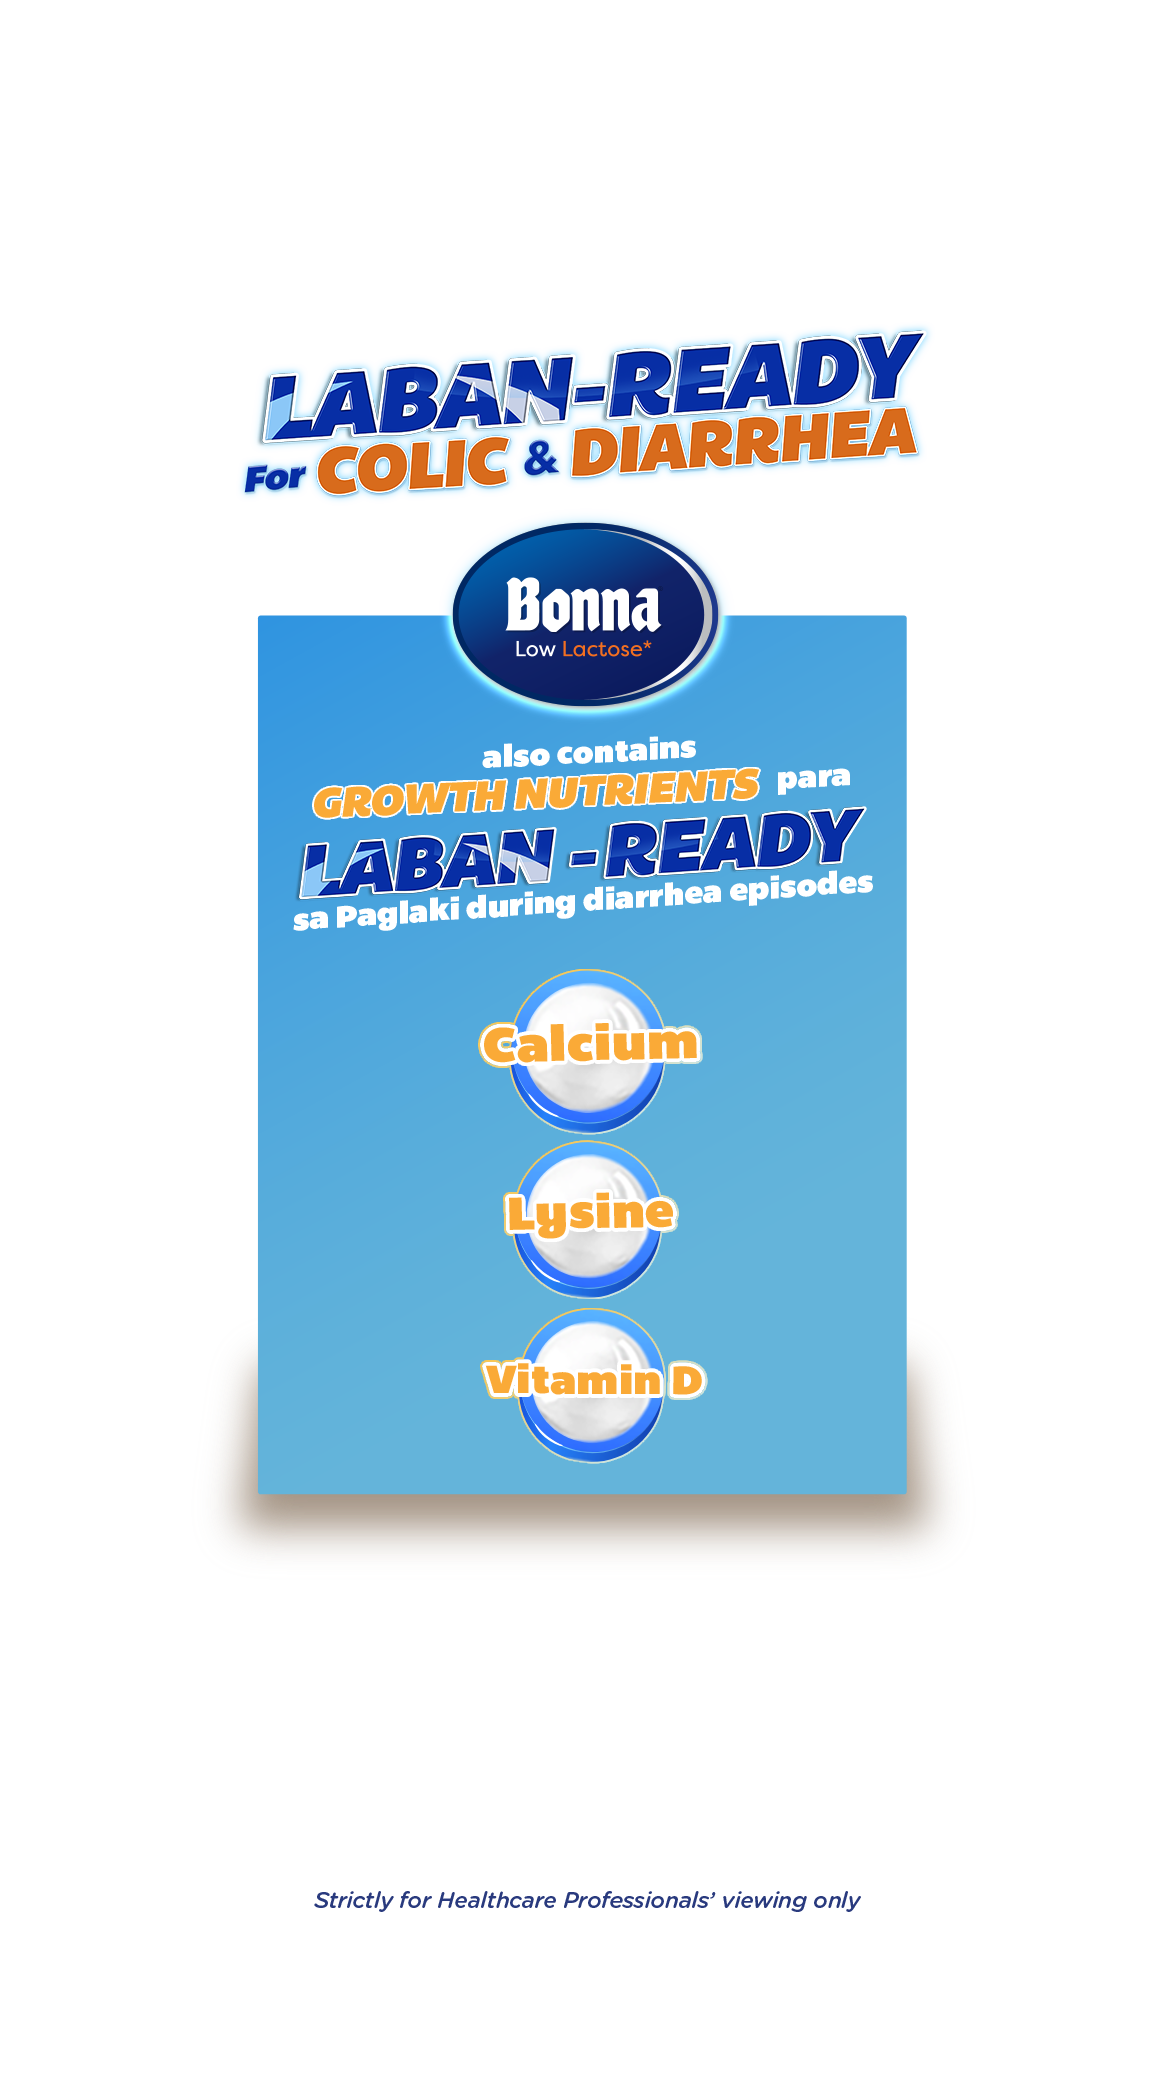 LABAN-READY
For COLIC & DIARRHEA
Bonna
Low Lactose*
also contains
GROWTH NUTRIENTS para
LABAN - READY
sa Paglaki during diarrhea episodes
Calcium
Lysine
Vitamin D
Strictly for Healthcare Professionals’ viewing only